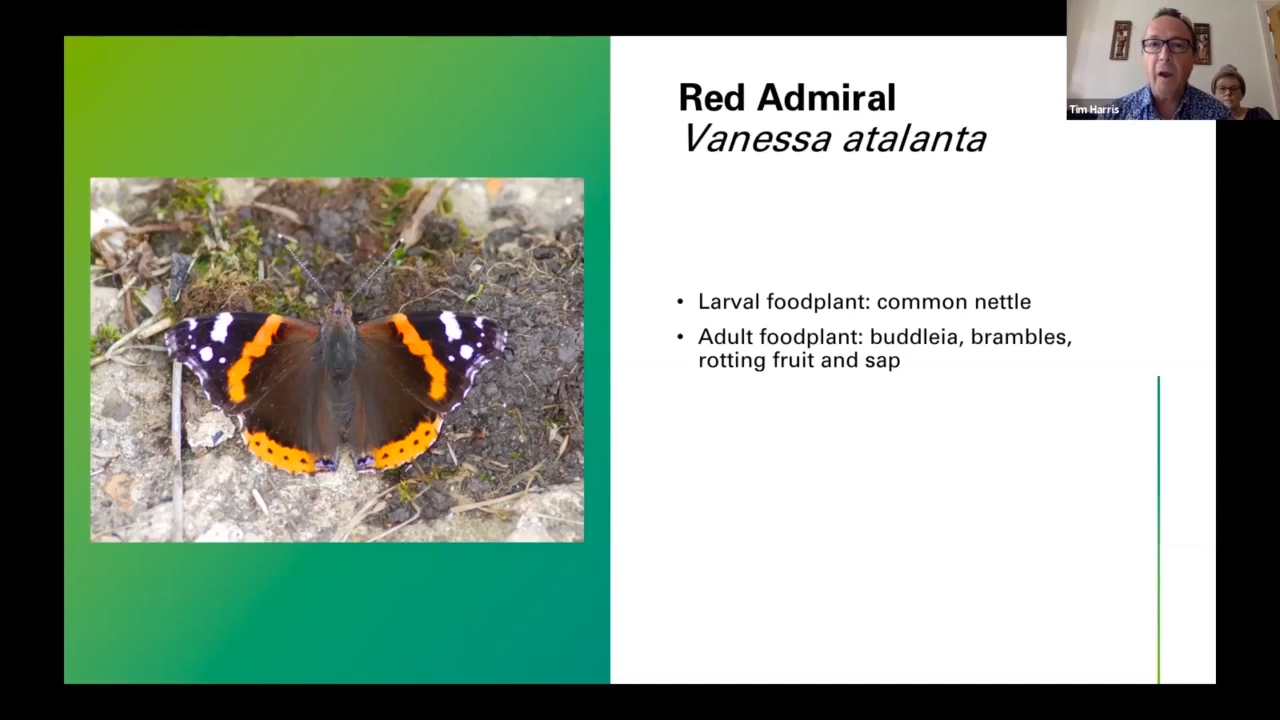 Red Admiral
Vanessa atalanta
Tim Harris
• Larval foodplant: common nettle
• Adult foodplant: buddleia, brambles,
rotting fruit and sap